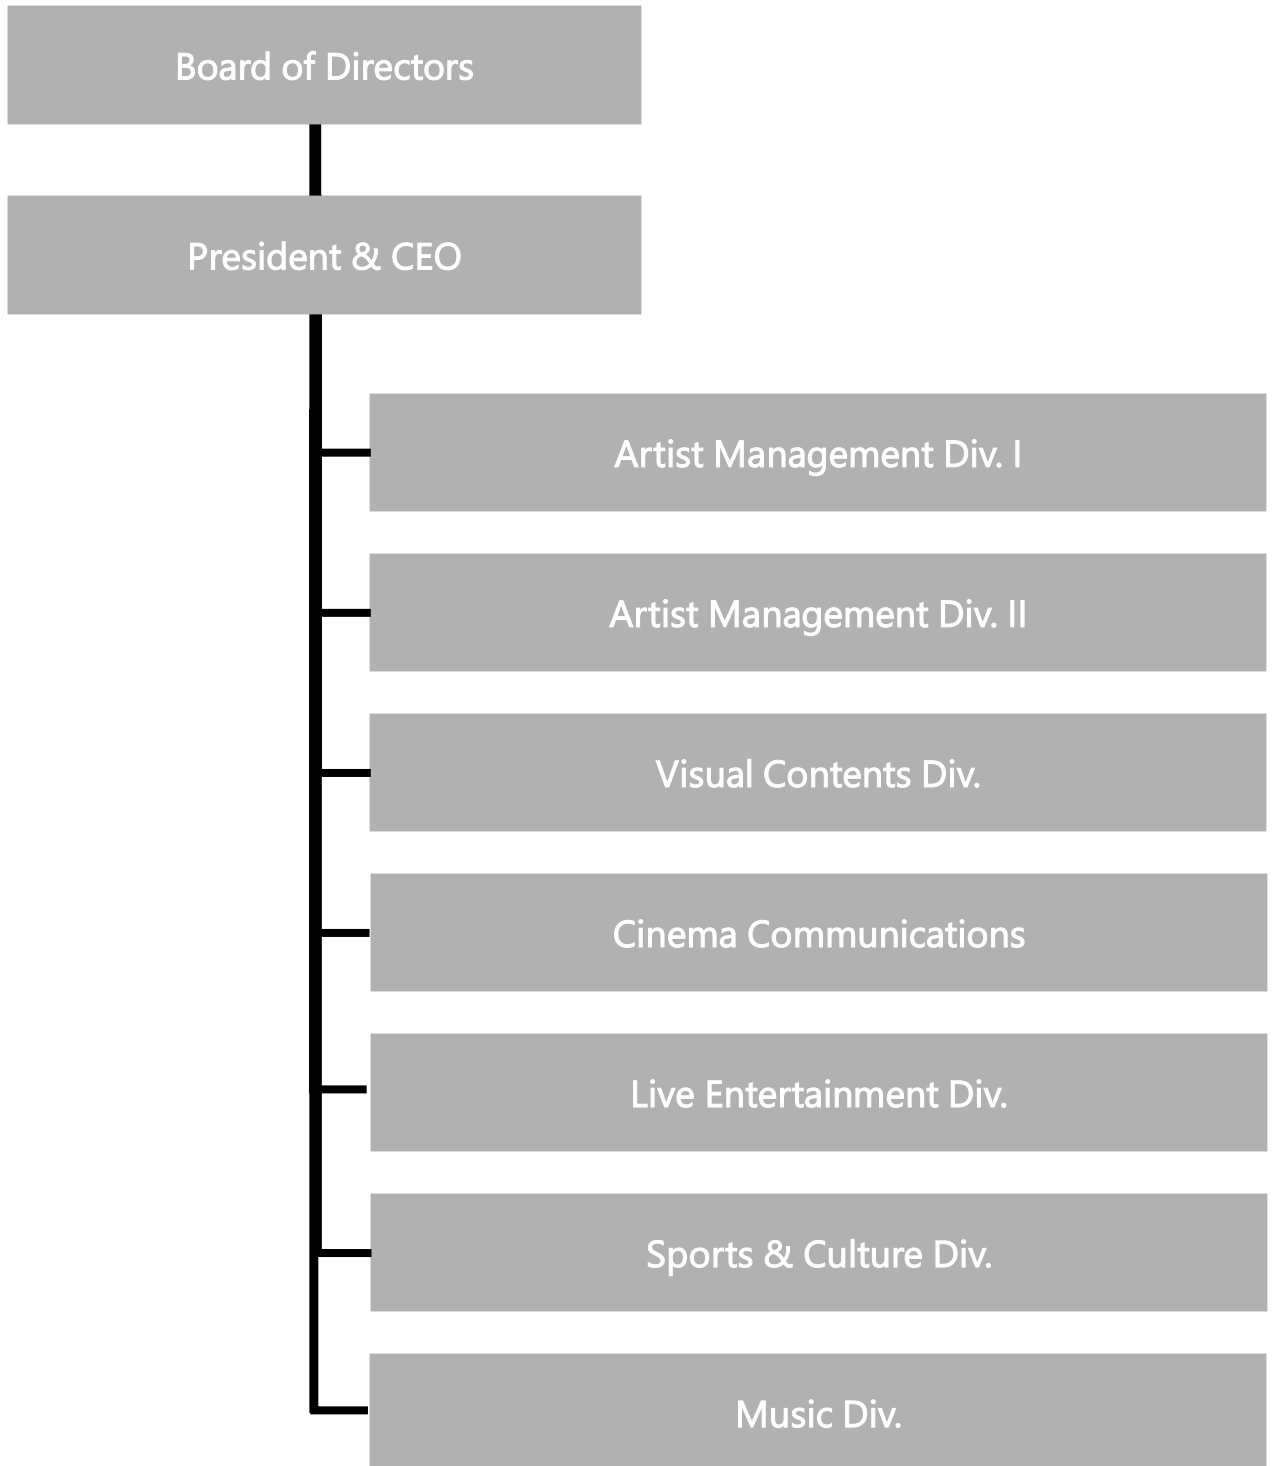 Board of Directors
President & CEO
Artist Management Div. I
Artist Management Div. II
Visual Contents Div.
Cinema Communications
Live Entertainment Div.
Sports & Culture Div.
Music Div.